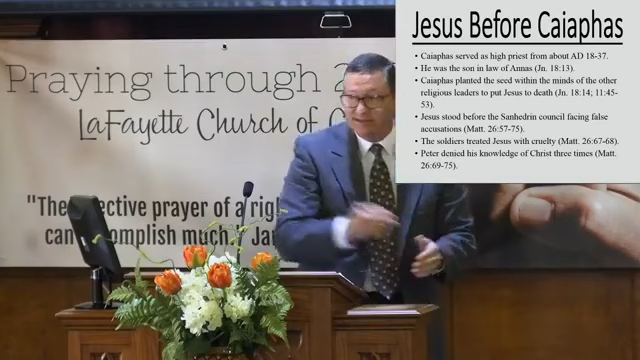 Jesus Before Caiaphas
• Caiaphas served as high priest from about AD 18-37.
• He was the son in law of Annas (Jn. 18:13).
• Caiaphas planted the seed within the minds of the other
religious leaders to put Jesus to death (Jn. 18:14; 11:45-
53).
• Jesus stood before the Sanhedrin council facing false
accusations (Matt. 26:57-75).
• The soldiers treated Jesus with cruelty (Matt. 26:67-68).
• Peter denied his knowledge of Christ three times (Matt.
26:69-75).
Praying through 2
LaFayette Church of C
"The ective prayer of a rig
can omplish much." Ja